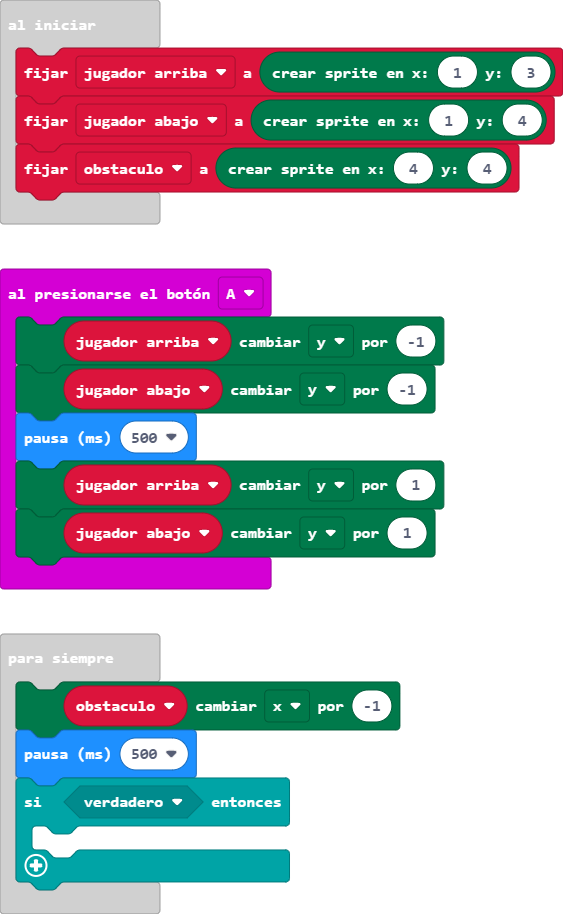 al iniciar
fijar jugador arriba a crear sprite en x: 1 y: 3
fijar jugador abajo a crear sprite en x: 1 y: 4
fijar obstaculo a crear sprite en x: 4 y: 4
al presionarse el botón A
jugador arriba cambiar y por -1
jugador abajo cambiar y por -1
pausa (ms) 500
jugador arriba cambiar y por 1
jugador abajo cambiar y por 1
para siempre
obstaculo cambiar x por -1
pausa (ms) 500
si verdadero entonces